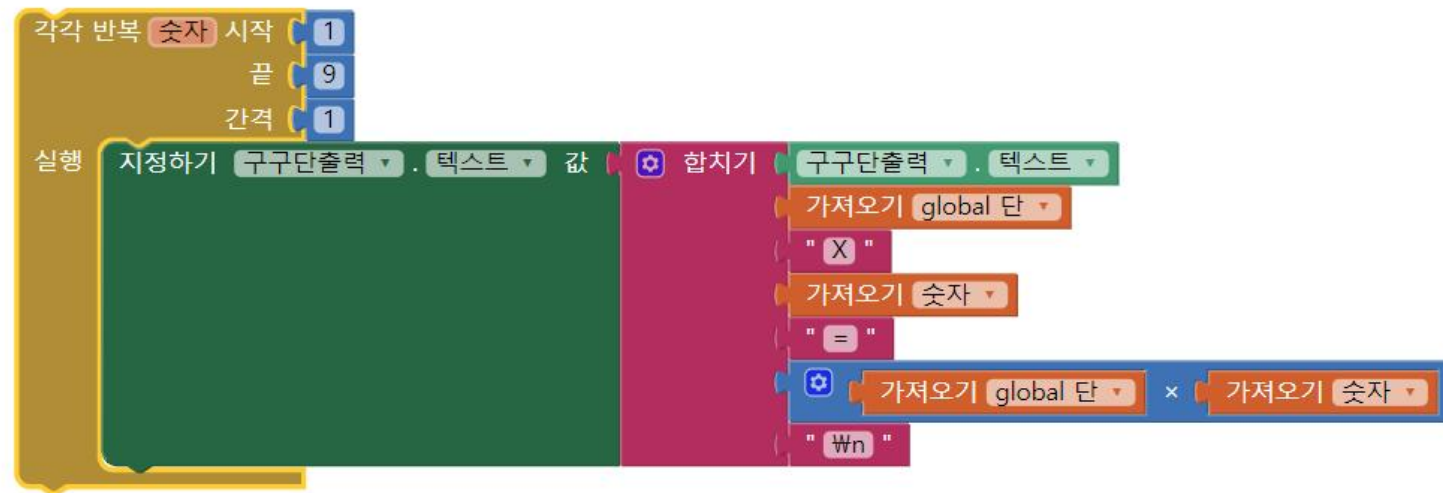 각각 반복 숫자 시작 1
끝 9
간격 1
실행 지정하기 구구단출력 . 텍스트 값 합치기 구구단출력 . 텍스트
가져오기 global 단
" X "
가져오기 숫자
" = "
가져오기 global 단 × 가져오기 숫자
" ₩n "